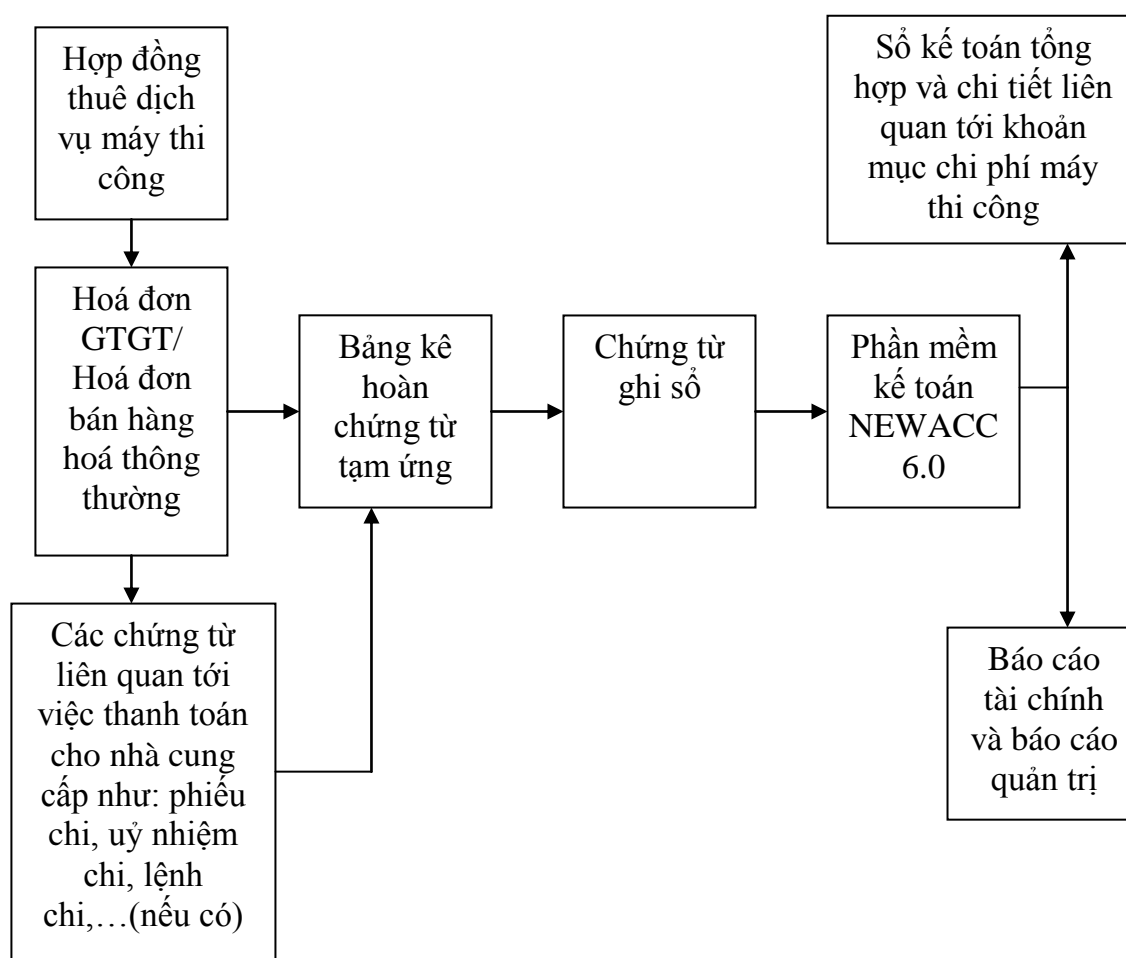 Hợp đồng
thuê dịch
vụ máy thi
công
Sổ kế toán tổng
hợp và chi tiết liên
quan tới khoản
mục chi phí máy
thi công
Hoá đơn
GTGT/
Hoá đơn
bán hàng
hoá thông
thường
Bảng kê
hoàn
chứng từ
tạm ứng
Chứng từ
ghi sổ
Phần mềm
kế toán
NEWACC
6.0
Các chứng từ
liên quan tới
việc thanh toán
cho nhà cung
cấp như: phiếu
chi, uỷ nhiệm
chi, lệnh
chi,…(nếu có)
Báo cáo
tài chính
và báo cáo
quản trị